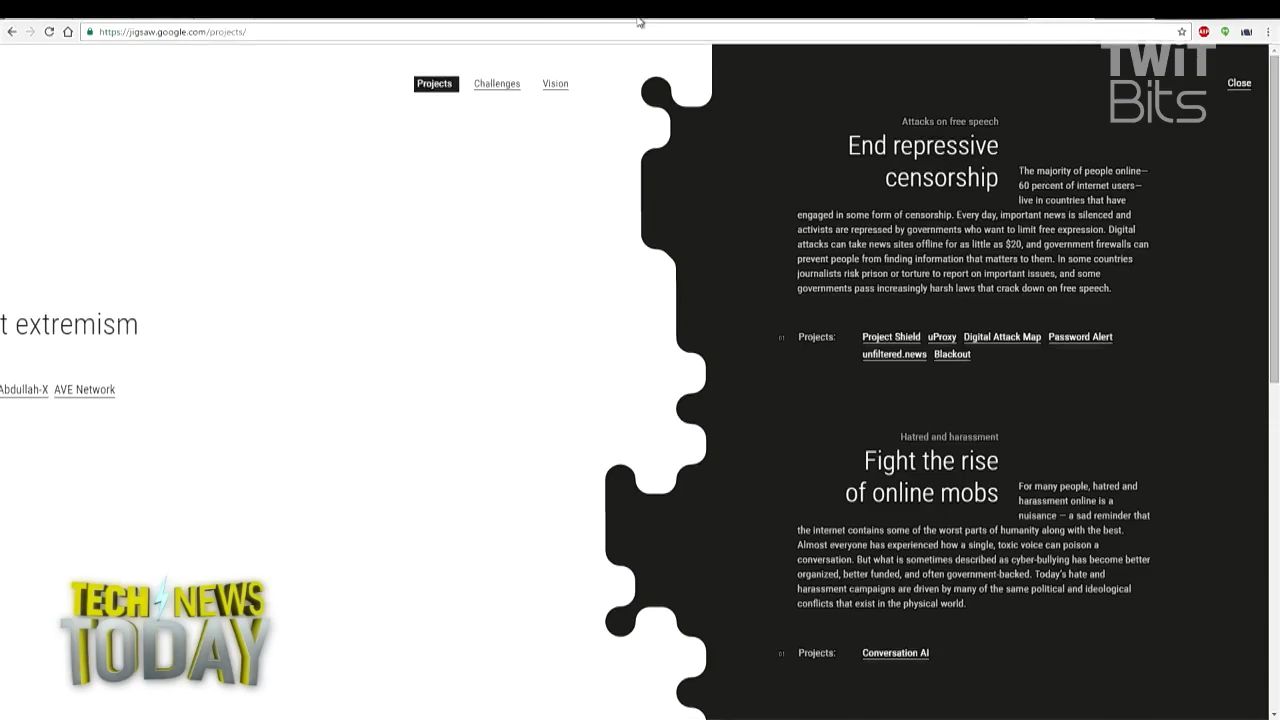 https://jigsaw.google.com/projects/
ABP
TWiT
Bits
Projects Challenges Vision
Close
t extremism
Abdullah-X AVE Network
Attacks on free speech
End repressive
censorship
The majority of people online—
60 percent of internet users—
live in countries that have
engaged in some form of censorship. Every day, important news is silenced and
activists are repressed by governments who want to limit free expression. Digital
attacks can take news sites offline for as little as $20, and government firewalls can
prevent people from finding information that matters to them. In some countries
journalists risk prison or torture to report on important issues, and some
governments pass increasingly harsh laws that crack down on free speech.
01 Projects: Project Shield uProxy Digital Attack Map Password Alert
unfiltered.news Blackout
Hatred and harassment
Fight the rise
of online mobs
For many people, hatred and
harassment online is a
nuisance — a sad reminder that
the internet contains some of the worst parts of humanity along with the best.
Almost everyone has experienced how a single, toxic voice can poison a
conversation. But what is sometimes described as cyber-bullying has become better
organized, better funded, and often government-backed. Today's hate and
harassment campaigns are driven by many of the same political and ideological
conflicts that exist in the physical world.
01 Projects: Conversation AI
TECH NEWS
TODAY